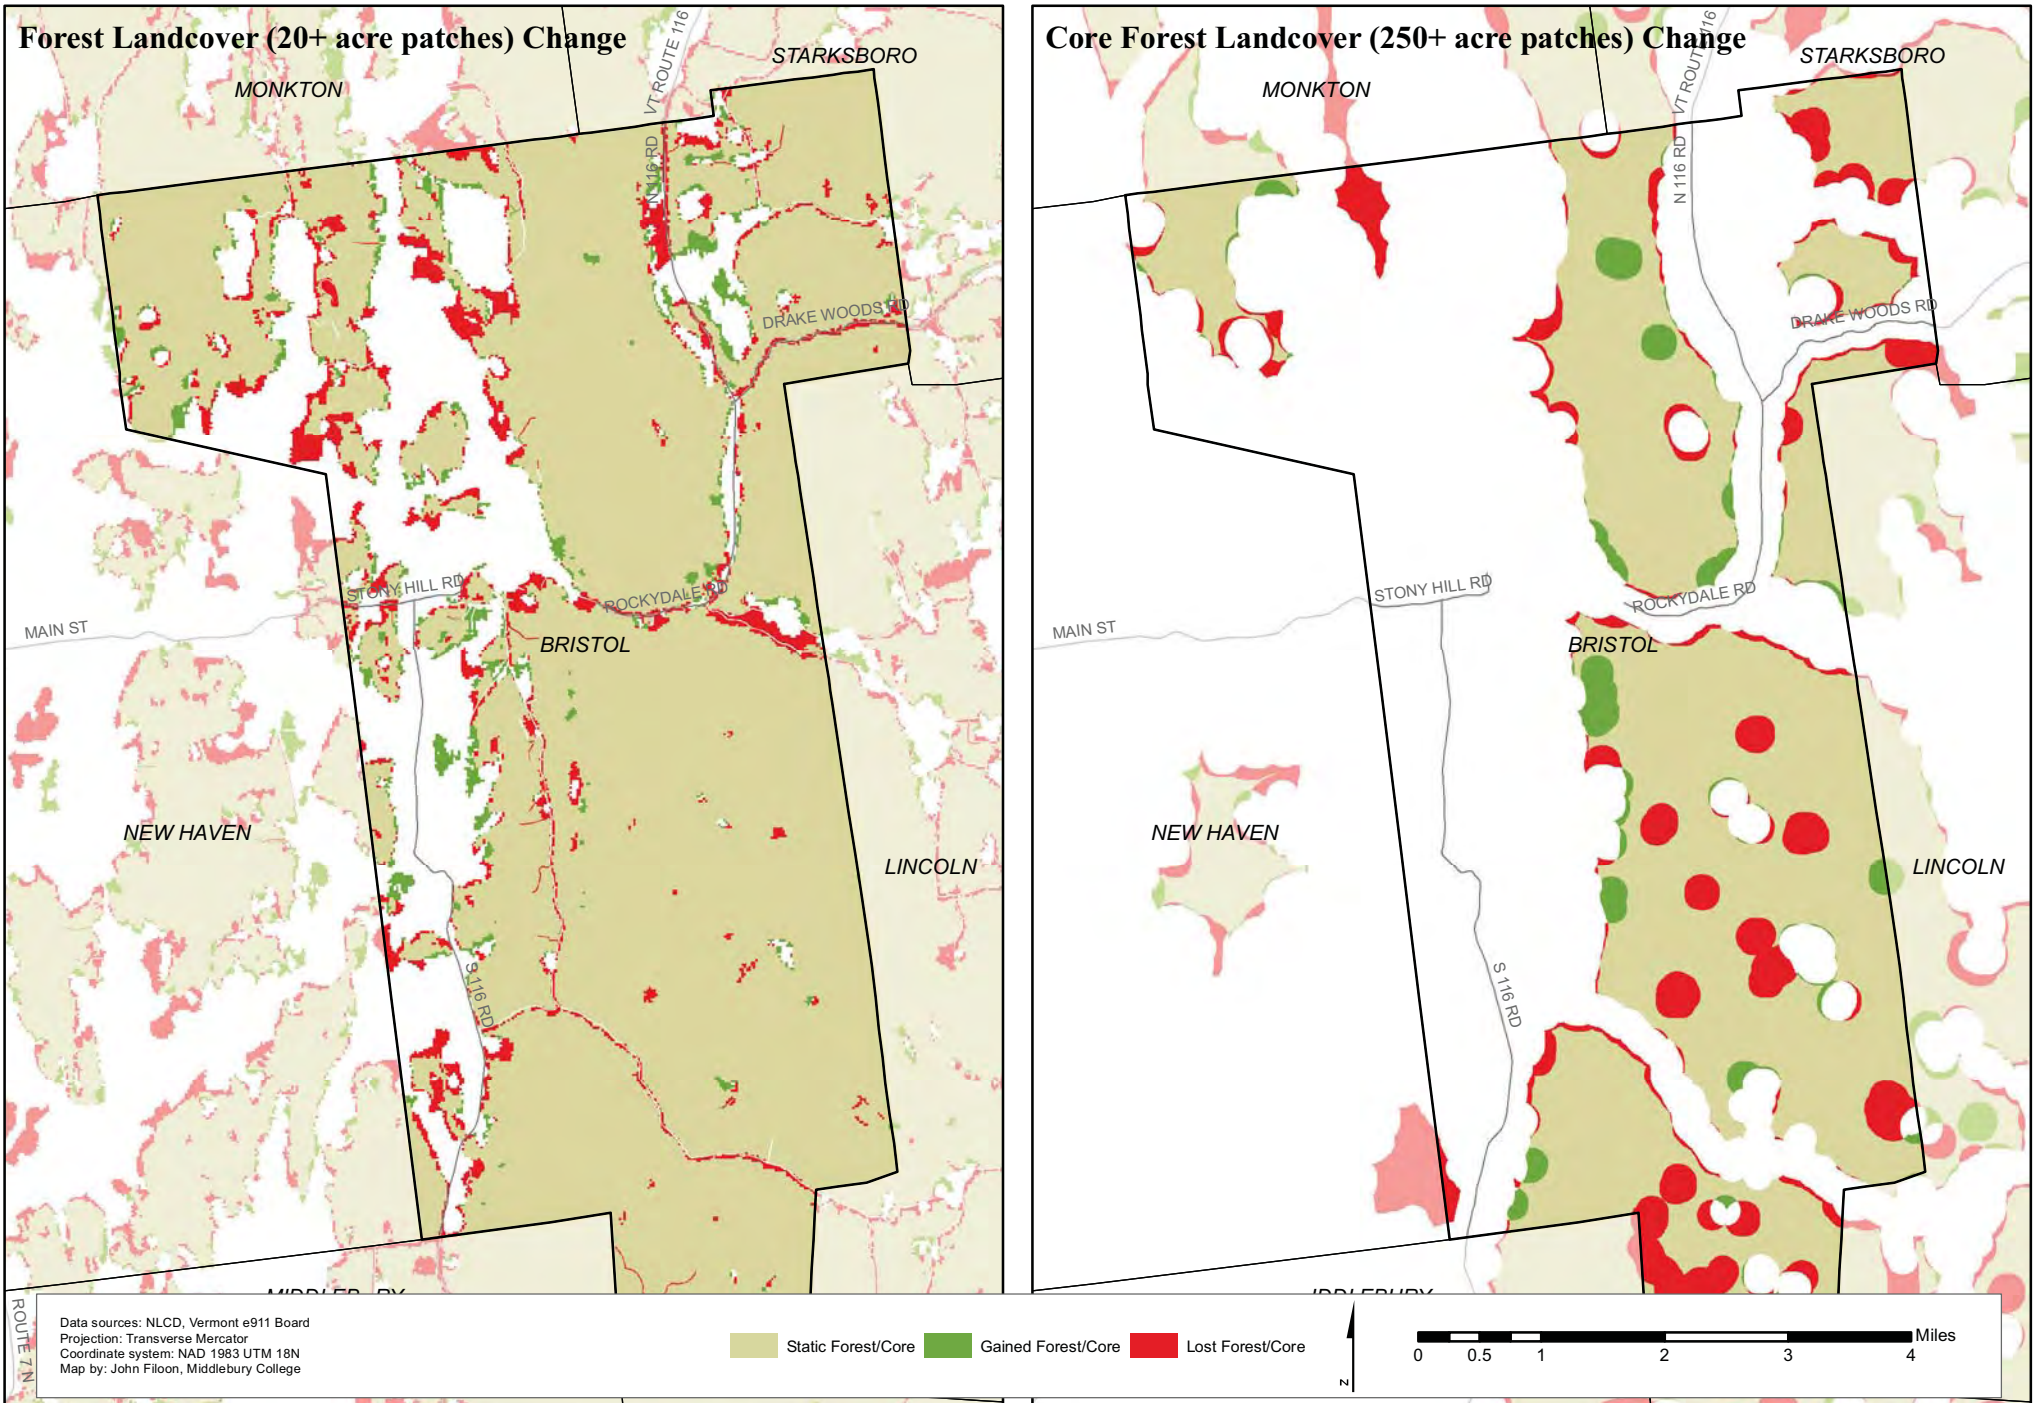 Forest Landcover (20+ acre patches) Change
STARKSBORO
MONKTON
VT ROUTE 116
N 116 RD
DRAKE WOODS RD
STONY HILL RD
ROCKYDALE RD
MAIN ST
BRISTOL
NEW HAVEN
LINCOLN
S 116 RD
ROUTE 7 N
Core Forest Landcover (250+ acre patches) Change
STARKSBORO
MONKTON
VT ROUTE 116
N 116 RD
DRAKE WOODS RD
STONY HILL RD
ROCKYDALE RD
MAIN ST
BRISTOL
NEW HAVEN
LINCOLN
S 116 RD
Data sources: NLCD, Vermont e911 Board
Projection: Transverse Mercator
Coordinate system: NAD 1983 UTM 18N
Map by: John Filoon, Middlebury College
Static Forest/Core
Gained Forest/Core
Lost Forest/Core
N
Miles
0 0.5 1 2 3 4